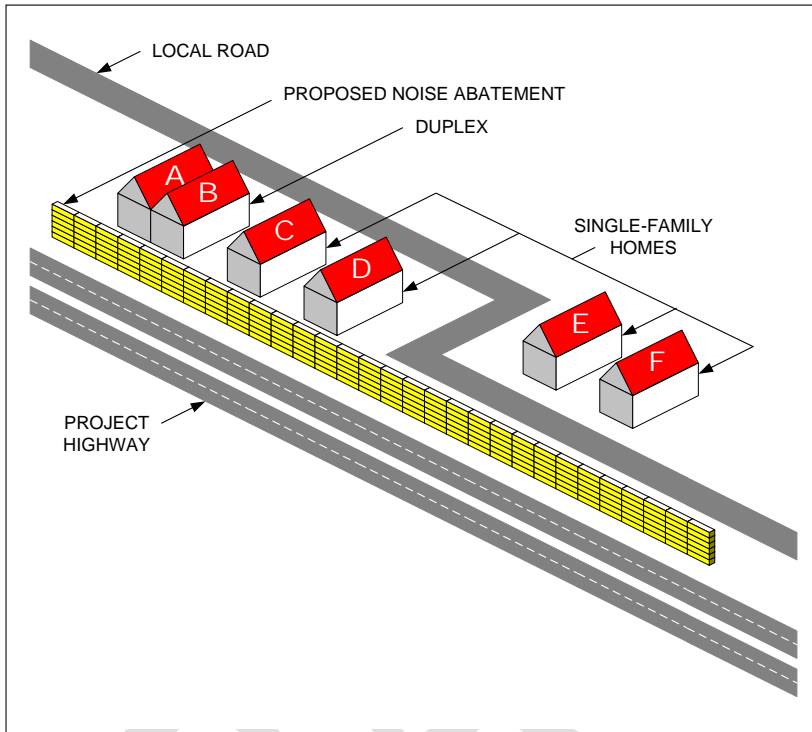 LOCAL ROAD
PROPOSED NOISE ABATEMENT
DUPLEX
A
B
C
D
SINGLE-FAMILY
HOMES
E
F
PROJECT
HIGHWAY